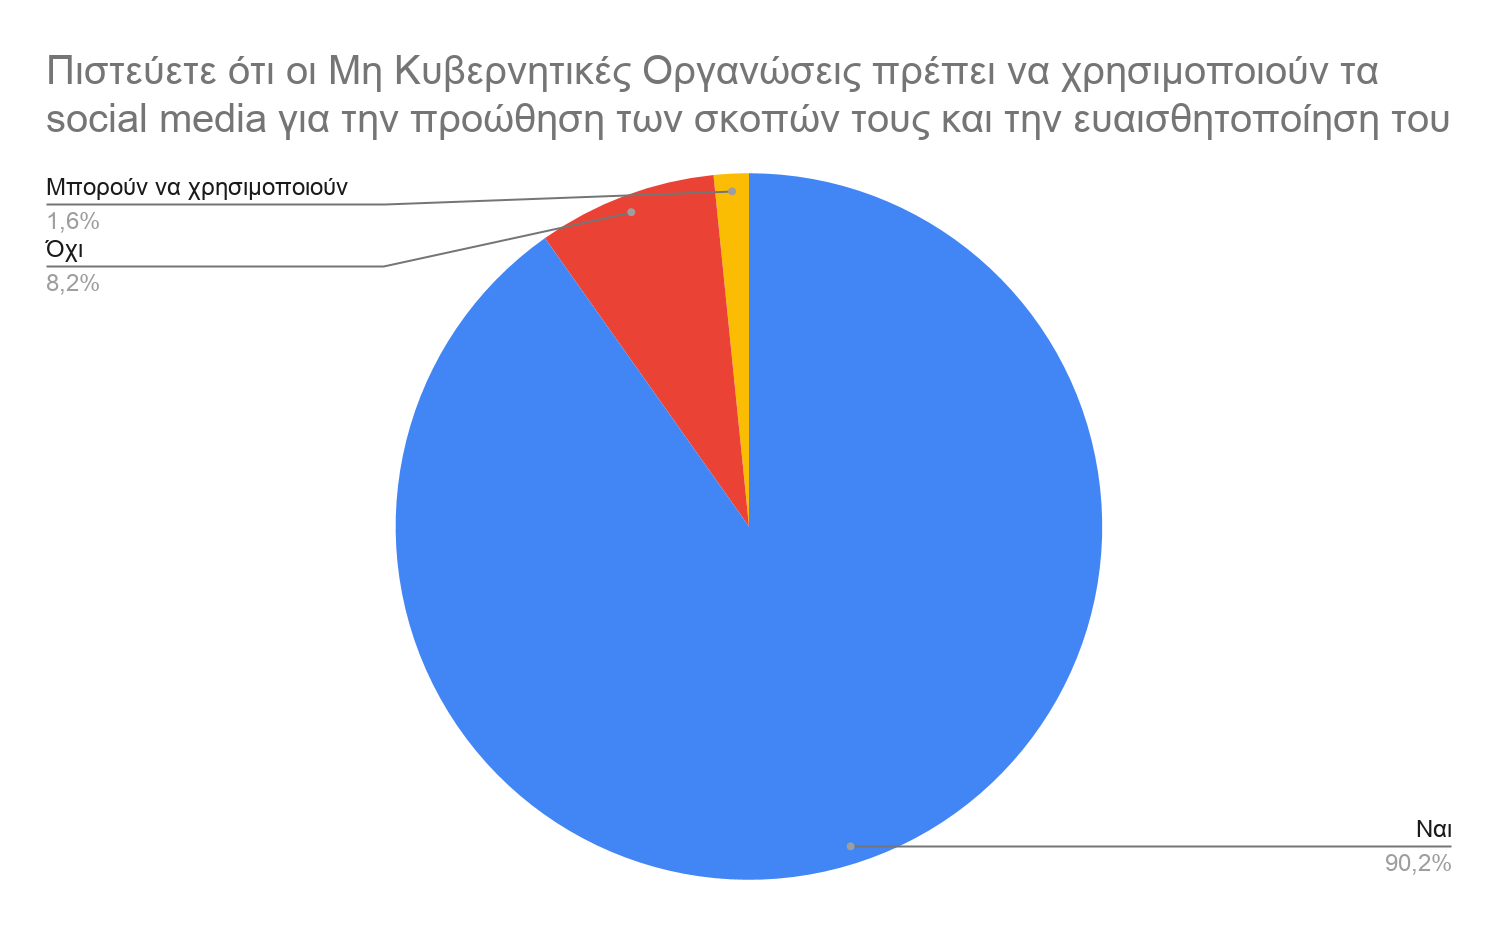 Πιστεύετε ότι οι Μη Κυβερνητικές Οργανώσεις πρέπει να χρησιμοποιούν τα
social media για την προώθηση των σκοπών τους και την ευαισθητοποίηση του
Μπορούν να χρησιμοποιούν
1,6%
Όχι
8,2%
Ναι
90,2%